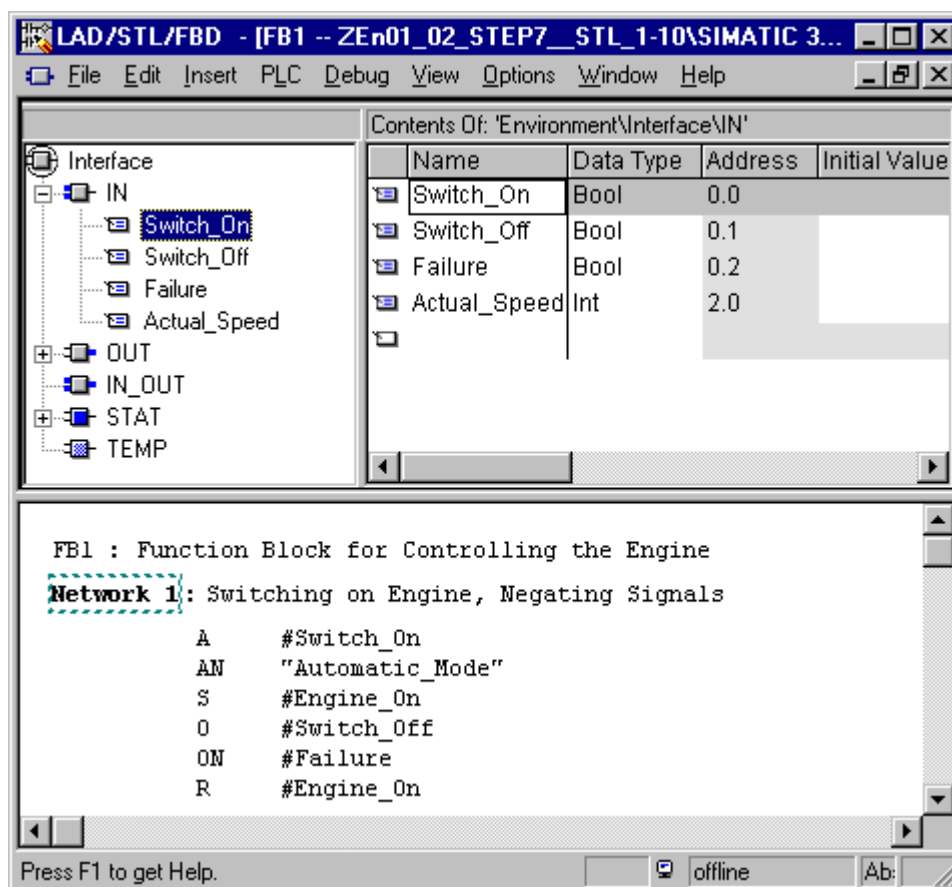 LAD/STL/FBD - [FB1 -- ZEn01_02_STEP7__STL_1-10\SIMATIC 3...
File Edit Insert PLC Debug View Options Window Help
Contents Of: 'Environment\Interface\IN'
Interface
IN
Switch_On
Switch_Off
Failure
Actual_Speed
OUT
IN_OUT
STAT
TEMP
Name Data Type Address Initial Value
Switch_On Bool 0.0
Switch_Off Bool 0.1
Failure Bool 0.2
Actual_Speed Int 2.0
FB1 : Function Block for Controlling the Engine
Network 1: Switching on Engine, Negating Signals
A #Switch_On
AN "Automatic_Mode"
S #Engine_On
O #Switch_Off
ON #Failure
R #Engine_On
Press F1 to get Help. offline Ab